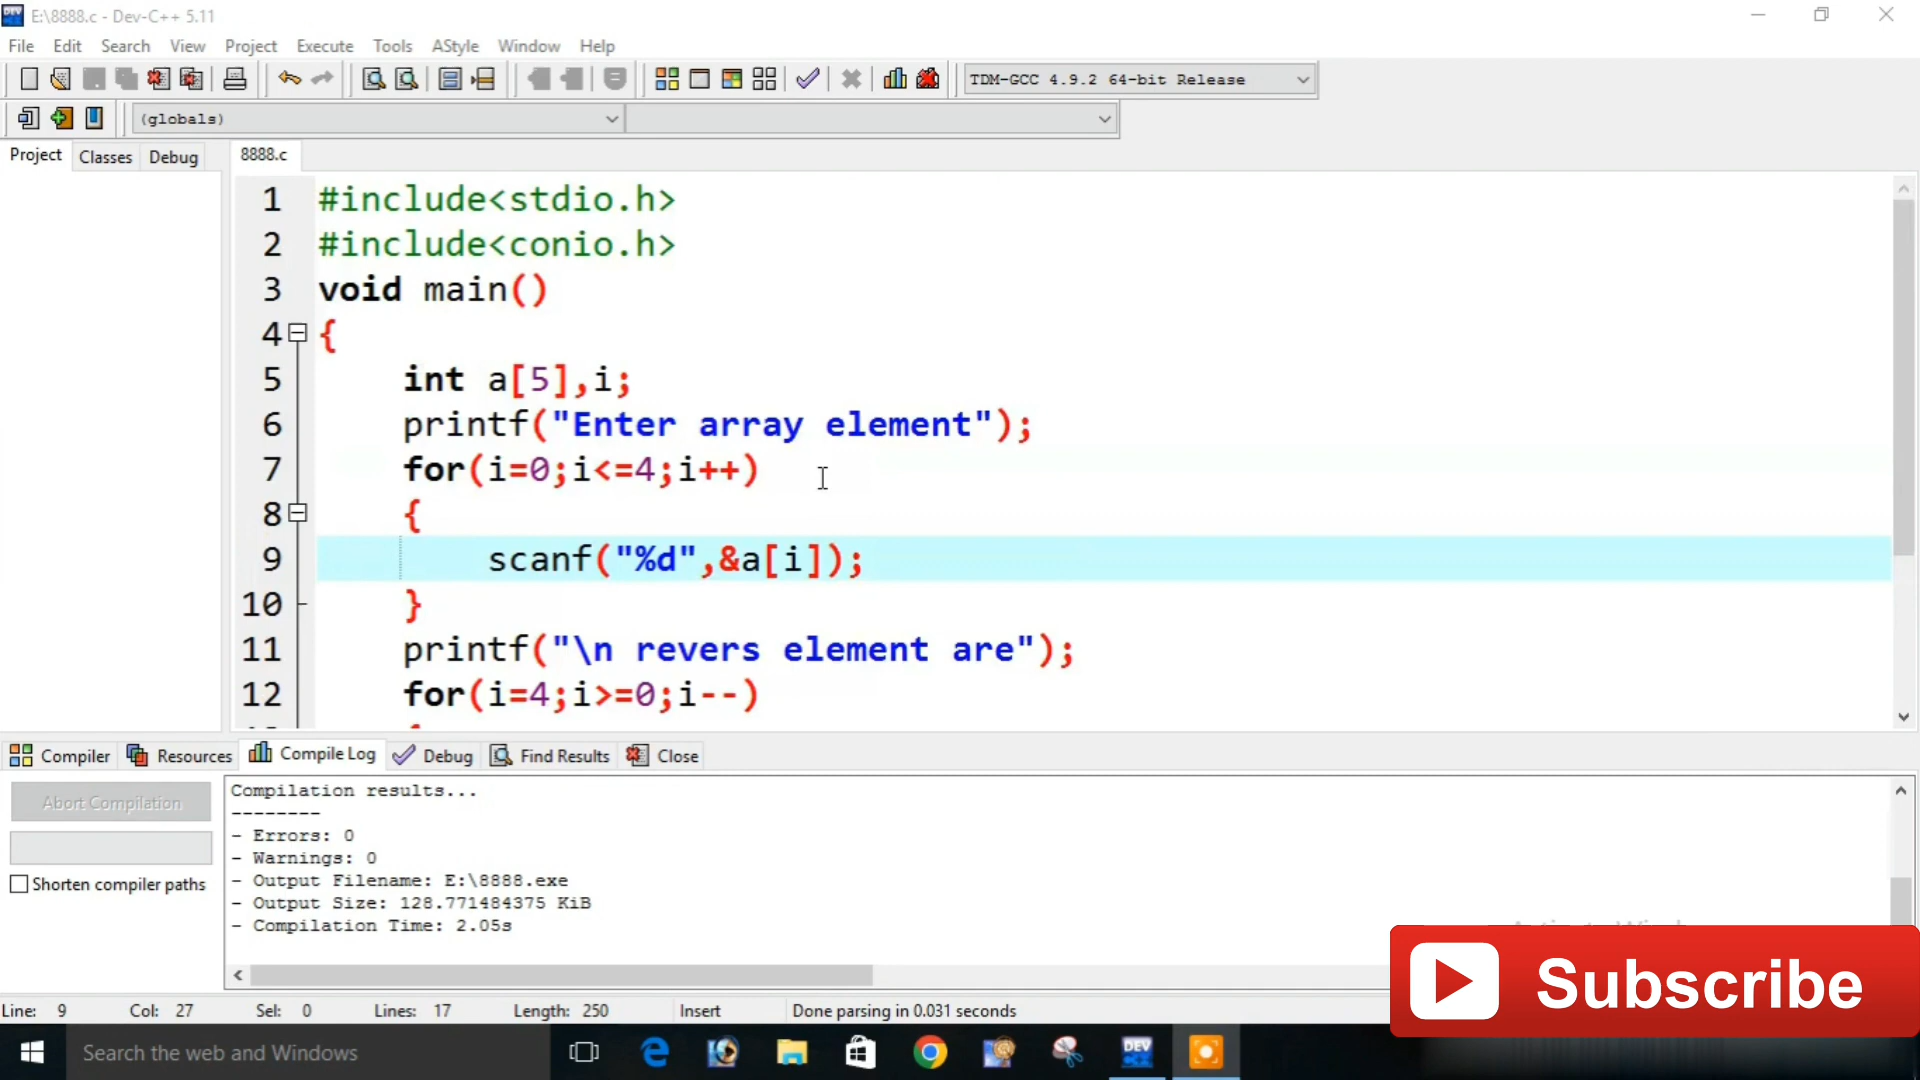 E:\8888.c - Dev-C++ 5.11
File Edit Search View Project Execute Tools AStyle Window Help
TDM-GCC 4.9.2 64-bit Release
(globals)
Project Classes Debug 8888.c
1 #include<stdio.h>
2 #include<conio.h>
3 void main()
4 {
5 int a[5],i;
6 printf("Enter array element");
7 for(i=0;i<=4;i++)
8 {
9 scanf("%d",&a[i]);
10 }
11 printf("\n revers element are");
12 for(i=4;i>=0;i--)
Compiler Resources Compile Log Debug Find Results Close
Abort Compilation
Shorten compiler paths
Compilation results...
--------
- Errors: 0
- Warnings: 0
- Output Filename: E:\8888.exe
- Output Size: 128.771484375 KiB
- Compilation Time: 2.05s
Subscribe
Line: 9 Col: 27 Sel: 0 Lines: 17 Length: 250 Insert Done parsing in 0.031 seconds
Search the web and Windows
DEV